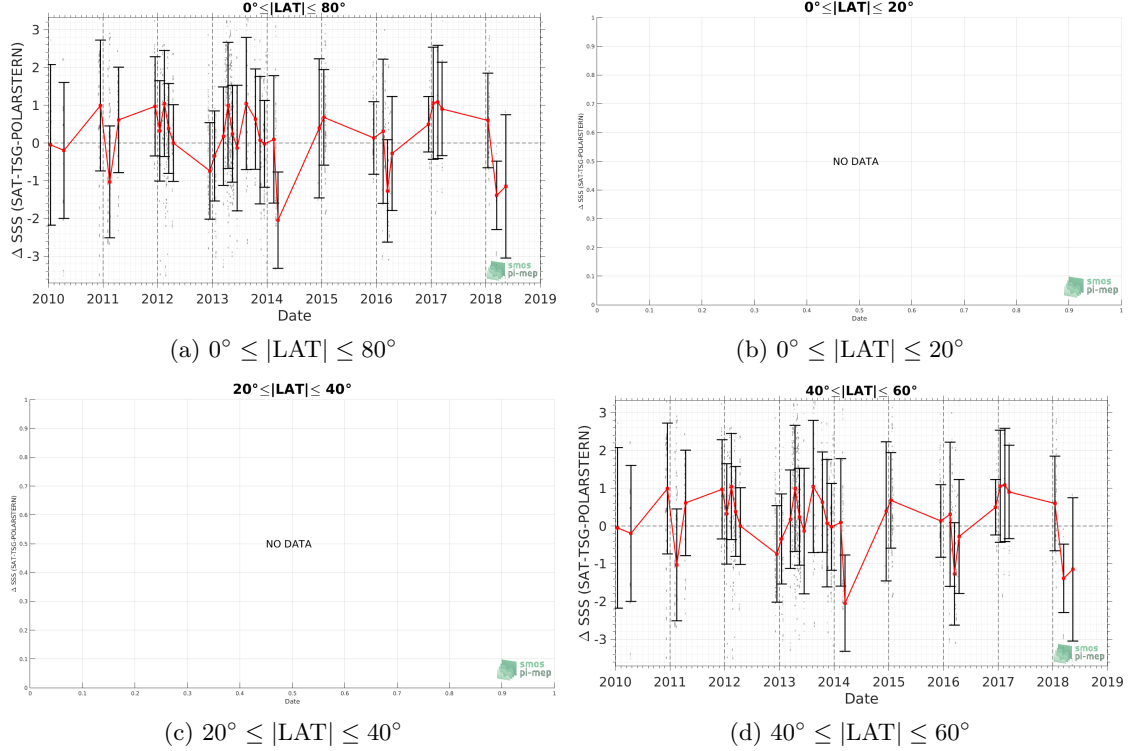 0°≤|LAT|≤ 80°
Δ SSS (SAT-TSG-POLARSTERN)
3
2
1
0
-1
-2
-3
2010 2011 2012 2013 2014 2015 2016 2017 2018 2019
Date
smos
pi-mep
(a) 0° ≤ |LAT| ≤ 80°
0°≤|LAT|≤ 20°
Δ SSS (SAT-TSG-POLARSTERN)
1
0.9
0.8
0.7
0.6
0.5
0.4
0.3
0.2
0.1
0
NO DATA
0 0.1 0.2 0.3 0.4 0.5 0.6 0.7 0.8 0.9 1
Date
smos
pi-mep
(b) 0° ≤ |LAT| ≤ 20°
20°≤|LAT|≤ 40°
Δ SSS (SAT-TSG-POLARSTERN)
1
0.9
0.8
0.7
0.6
0.5
0.4
0.3
0.2
0.1
0
NO DATA
0 0.1 0.2 0.3 0.4 0.5 0.6 0.7 0.8 0.9 1
Date
smos
pi-mep
(c) 20° ≤ |LAT| ≤ 40°
40°≤|LAT|≤ 60°
Δ SSS (SAT-TSG-POLARSTERN)
3
2
1
0
-1
-2
-3
2010 2011 2012 2013 2014 2015 2016 2017 2018 2019
Date
smos
pi-mep
(d) 40° ≤ |LAT| ≤ 60°